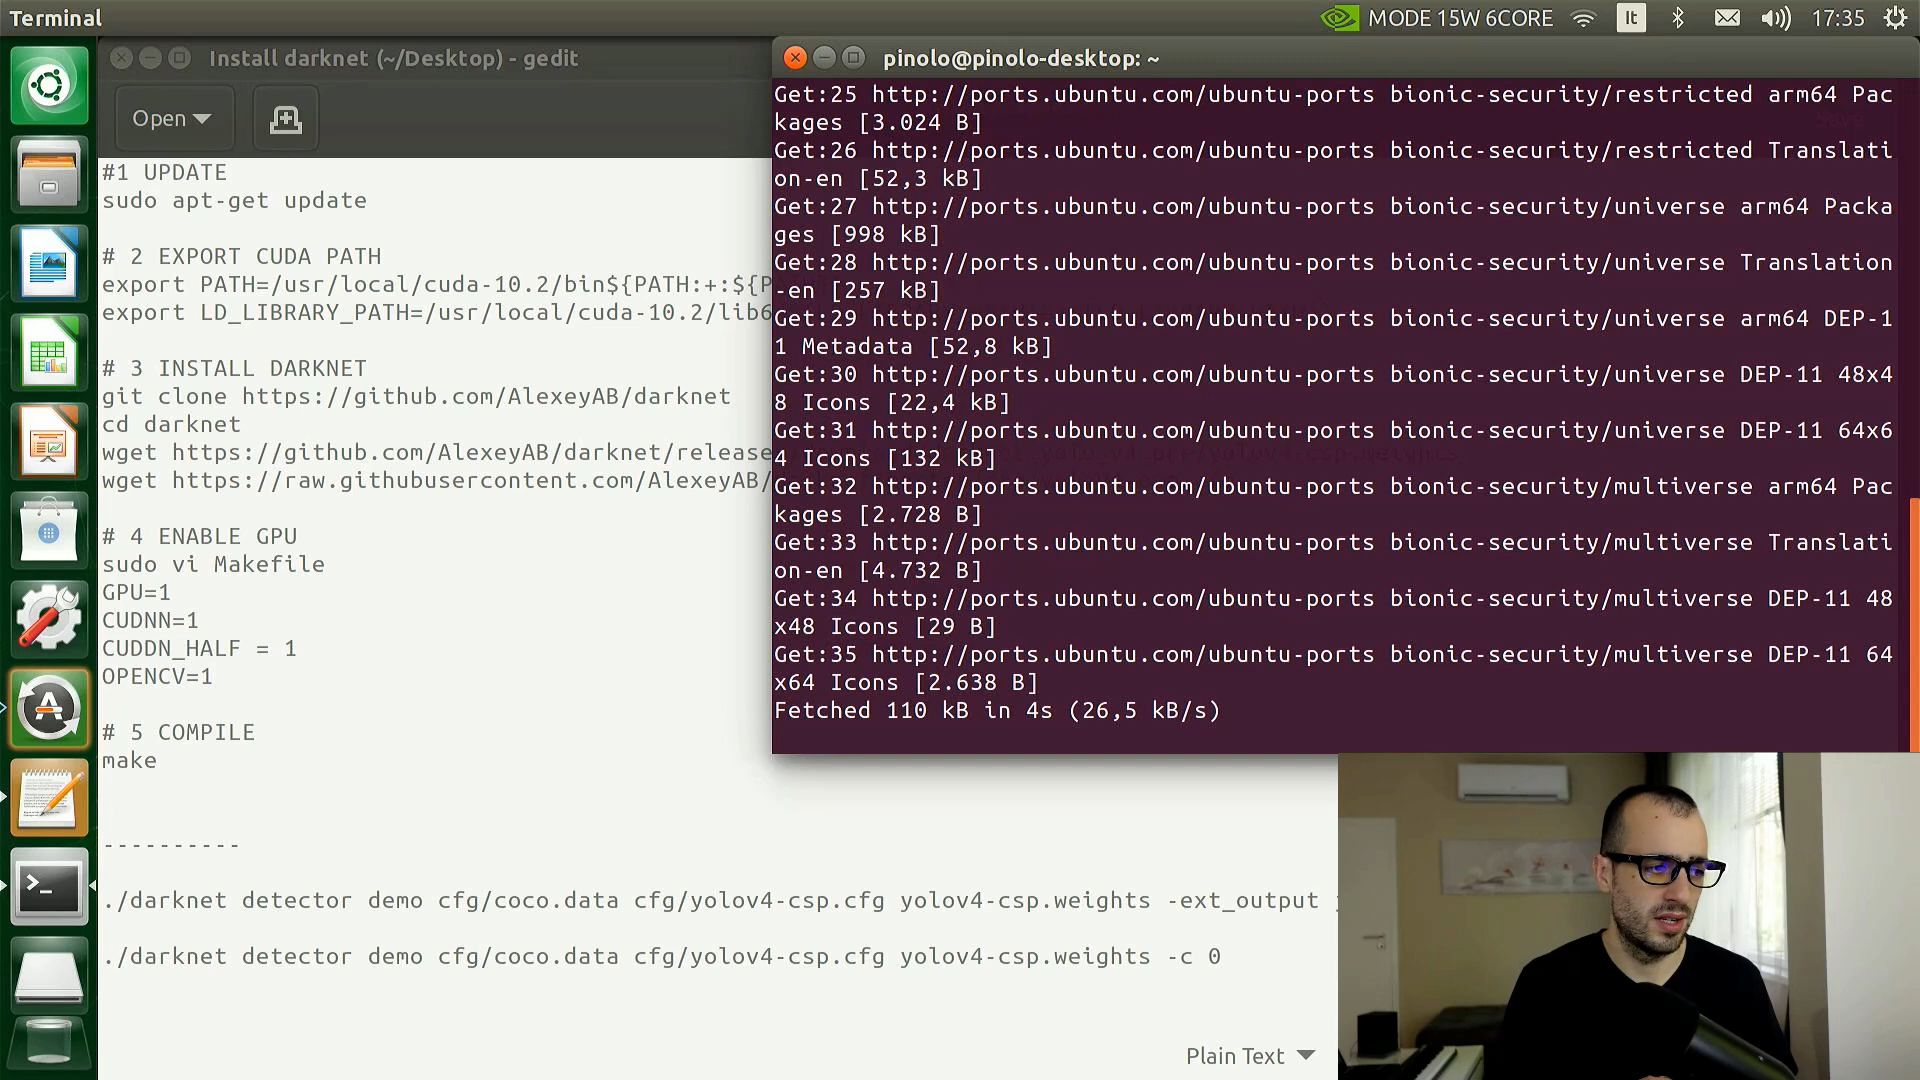 Terminal
MODE 15W 6CORE
It
17:35
Install darknet (~/Desktop) - gedit
Open
#1 UPDATE
sudo apt-get update
# 2 EXPORT CUDA PATH
export PATH=/usr/local/cuda-10.2/bin${PATH:+:${P
export LD_LIBRARY_PATH=/usr/local/cuda-10.2/lib6
# 3 INSTALL DARKNET
git clone https://github.com/AlexeyAB/darknet
cd darknet
wget https://github.com/AlexeyAB/darknet/release
wget https://raw.githubusercontent.com/AlexeyAB/
# 4 ENABLE GPU
sudo vi Makefile
GPU=1
CUDNN=1
CUDDN_HALF = 1
OPENCV=1
# 5 COMPILE
make
----------
./darknet detector demo cfg/coco.data cfg/yolov4-csp.cfg yolov4-csp.weights -ext_output
./darknet detector demo cfg/coco.data cfg/yolov4-csp.cfg yolov4-csp.weights -c 0
Plain Text
pinolo@pinolo-desktop: ~
Get:25 http://ports.ubuntu.com/ubuntu-ports bionic-security/restricted arm64 Pac
kages [3.024 B]
Get:26 http://ports.ubuntu.com/ubuntu-ports bionic-security/restricted Translati
on-en [52,3 kB]
Get:27 http://ports.ubuntu.com/ubuntu-ports bionic-security/universe arm64 Packa
ges [998 kB]
Get:28 http://ports.ubuntu.com/ubuntu-ports bionic-security/universe Translation
-en [257 kB]
Get:29 http://ports.ubuntu.com/ubuntu-ports bionic-security/universe arm64 DEP-1
1 Metadata [52,8 kB]
Get:30 http://ports.ubuntu.com/ubuntu-ports bionic-security/universe DEP-11 48x4
8 Icons [22,4 kB]
Get:31 http://ports.ubuntu.com/ubuntu-ports bionic-security/universe DEP-11 64x6
4 Icons [132 kB]
Get:32 http://ports.ubuntu.com/ubuntu-ports bionic-security/multiverse arm64 Pac
kages [2.728 B]
Get:33 http://ports.ubuntu.com/ubuntu-ports bionic-security/multiverse Translati
on-en [4.732 B]
Get:34 http://ports.ubuntu.com/ubuntu-ports bionic-security/multiverse DEP-11 48
x48 Icons [29 B]
Get:35 http://ports.ubuntu.com/ubuntu-ports bionic-security/multiverse DEP-11 64
x64 Icons [2.638 B]
Fetched 110 kB in 4s (26,5 kB/s)